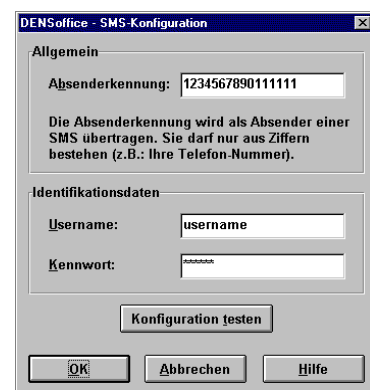 DENSoffice - SMS-Konfiguration
Allgemein
Absenderkennung: 1234567890111111
Die Absenderkennung wird als Absender einer
SMS übertragen. Sie darf nur aus Ziffern
bestehen (z.B.: Ihre Telefon-Nummer).
Identifikationsdaten
Username: username
Kennwort: ******
Konfiguration testen
OK Abbrechen Hilfe